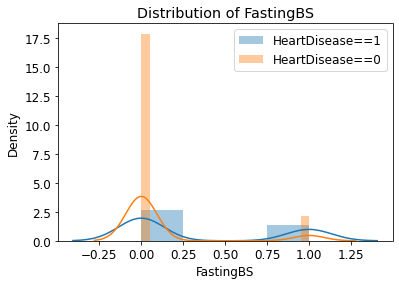 Distribution of FastingBS
HeartDisease==1
HeartDisease==0
Density
17.5
15.0
12.5
10.0
7.5
5.0
2.5
0.0
−0.25 0.00 0.25 0.50 0.75 1.00 1.25
FastingBS